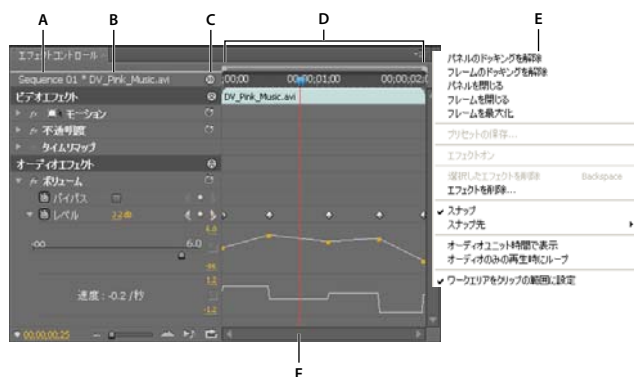 A B C D E
エフェクトコントロール
Sequence 01 * DV_Pink_Music.avi
;00;00 00;00;01;00 00;00;02;0
ビデオエフェクト
DV_Pink_Music.avi
fx モーション
fx 不透明度
タイムリマップ
オーディオエフェクト
fx ボリューム
バイパス
レベル 2.2 dB
6.0
-∞ 6.0
-∞
1.2
速度 : -0.2 /秒
-1.2
00;00;00;25
F
パネルのドッキングを解除
フレームのドッキングを解除
パネルを閉じる
フレームを閉じる
フレームを最大化
プリセットの保存...
エフェクトオン
選択したエフェクトを削除 Backspace
エフェクトを削除...
スナップ
スナップ先
オーディオユニット時間で表示
オーディオのみの再生時にループ
ワークエリアをクリップの範囲に設定